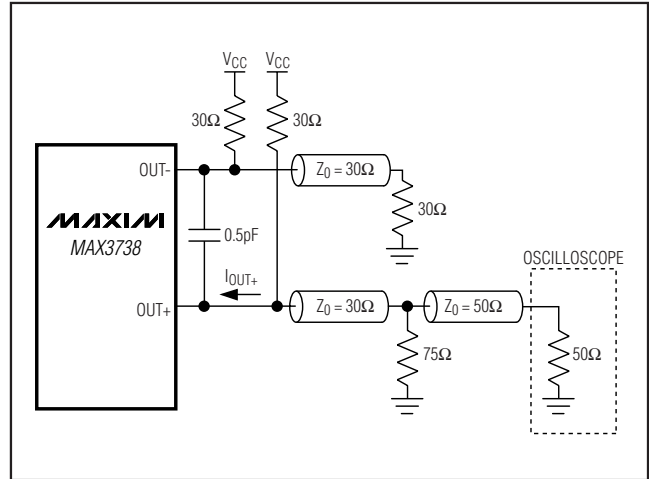 VCC VCC
30Ω 30Ω
OUT- Z0 = 30Ω
MAXIM
MAX3738
0.5pF 30Ω
OSCILLOSCOPE
IOUT+
OUT+ Z0 = 30Ω Z0 = 50Ω
75Ω 50Ω